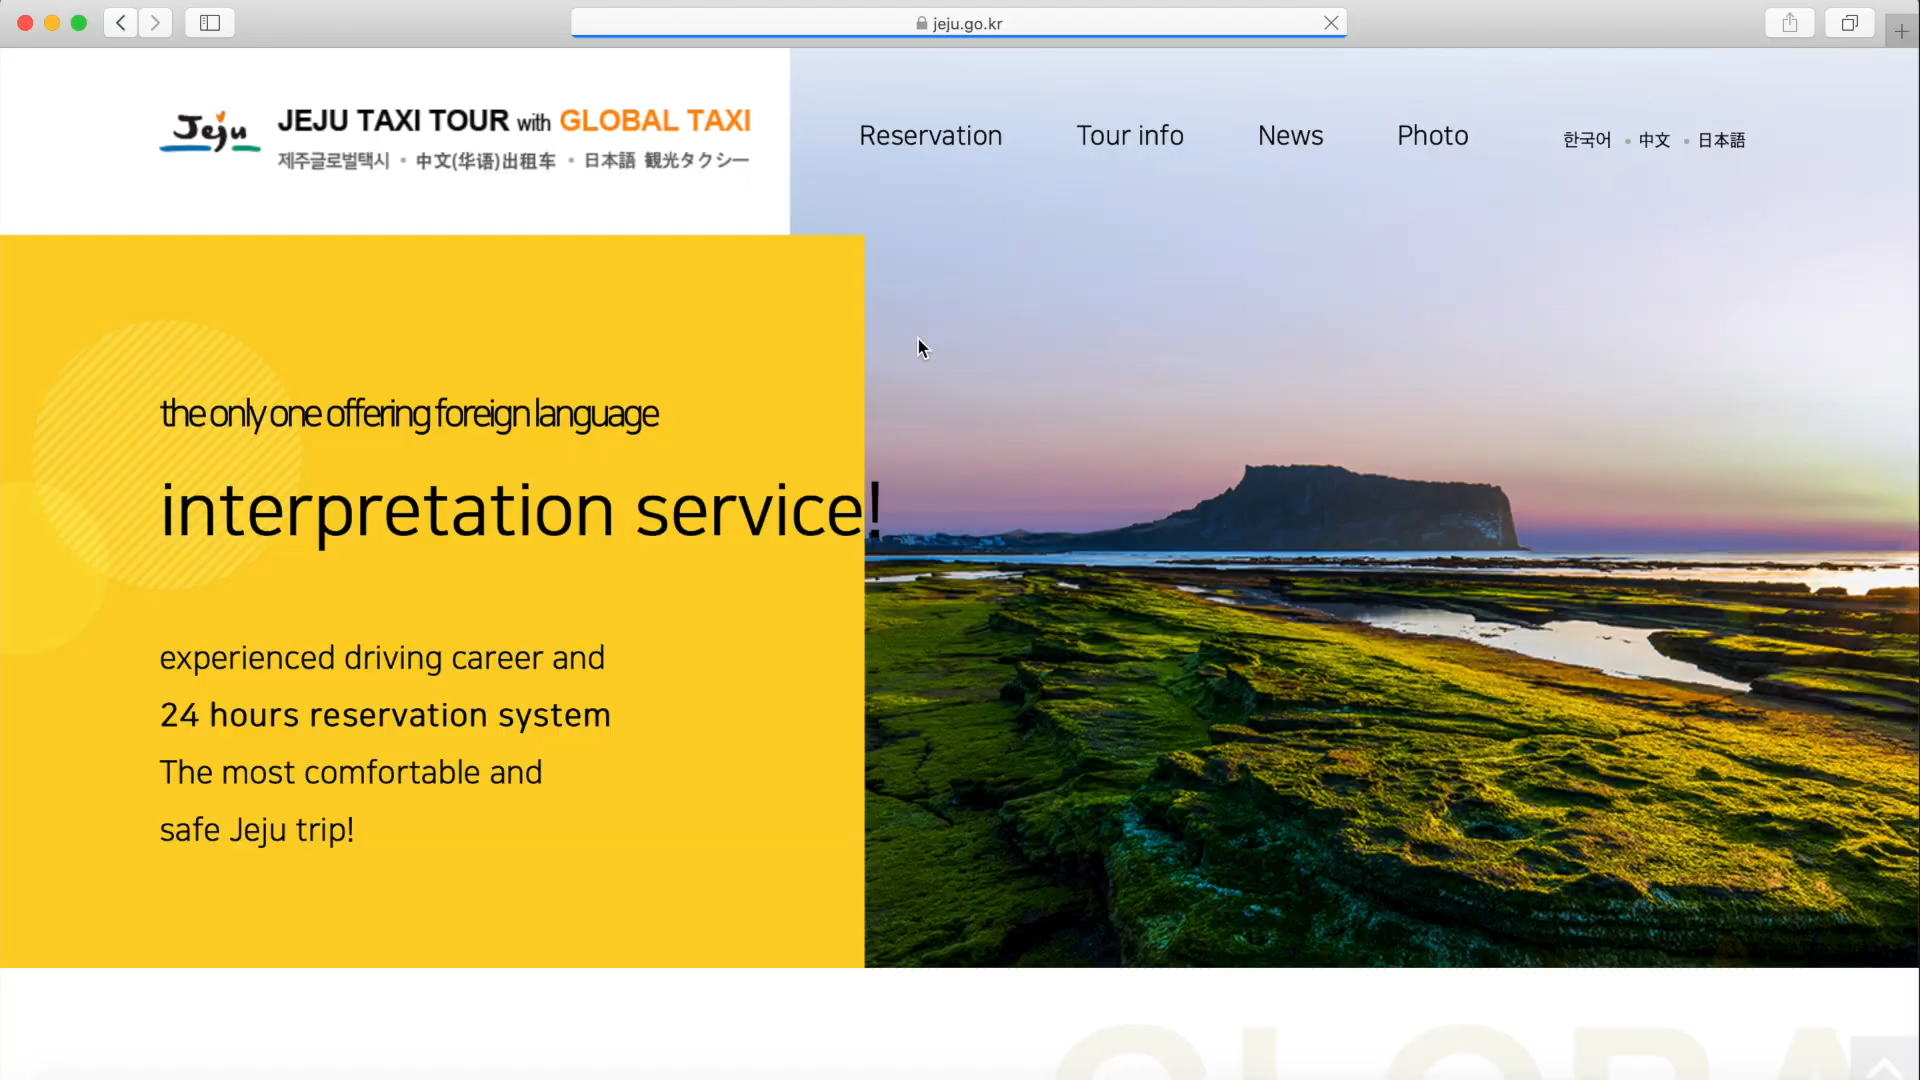 jeju.go.kr
Jeju JEJU TAXI TOUR with GLOBAL TAXI
제주글로벌택시 • 中文(华语)出租车 • 日本語 観光タクシー
Reservation Tour info News Photo 한국어 • 中文 • 日本語
the only one offering foreign language
interpretation service!
experienced driving career and
24 hours reservation system
The most comfortable and
safe Jeju trip!